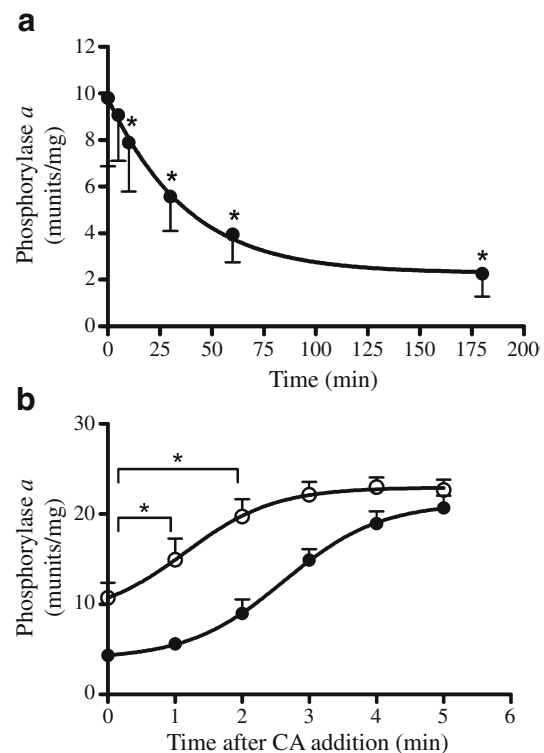 a
12
10
8
6
4
2
0
Phosphorylase a
(munits/mg)
*
*
*
*
0 25 50 75 100 125 150 175 200
Time (min)
b
30
20
10
0
Phosphorylase a
(munits/mg)
*
*
0 1 2 3 4 5 6
Time after CA addition (min)